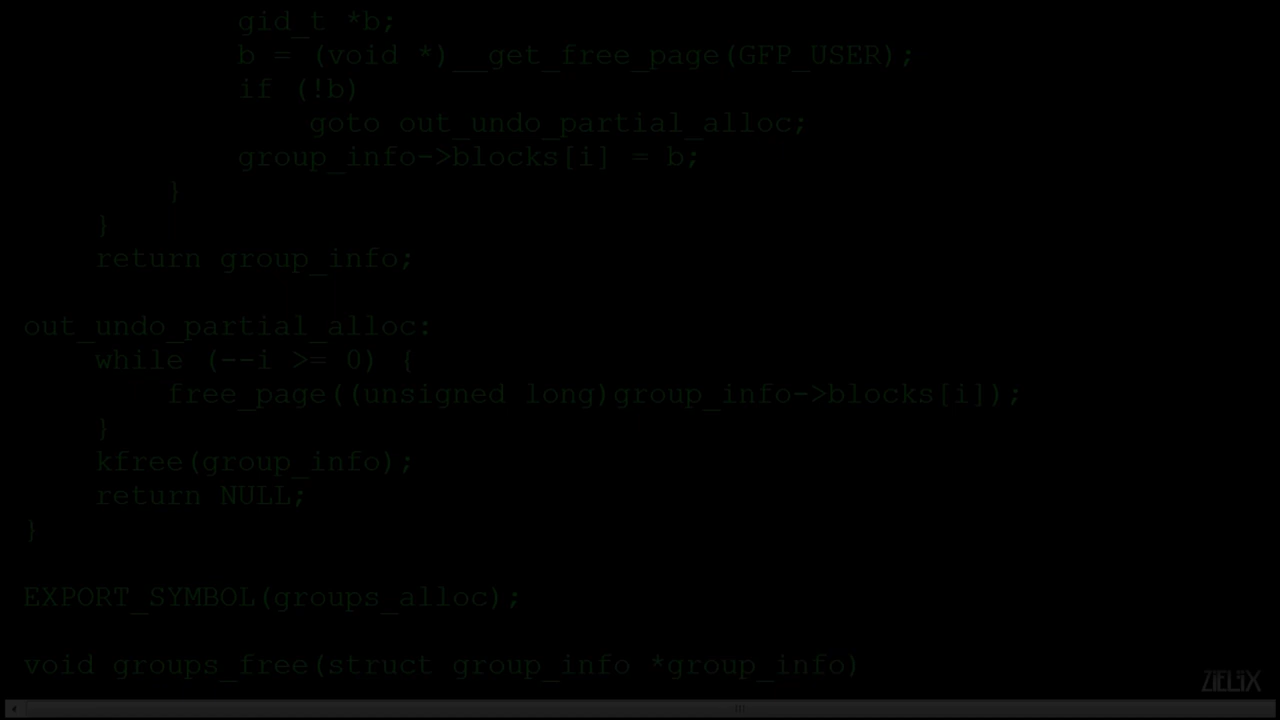 gid_t *b;
b = (void *)__get_free_page(GFP_USER);
if (!b)
goto out_undo_partial_alloc;
group_info->blocks[i] = b;
}
}
return group_info;
out_undo_partial_alloc:
while (--i >= 0) {
free_page((unsigned long)group_info->blocks[i]);
}
kfree(group_info);
return NULL;
}
EXPORT_SYMBOL(groups_alloc);
void groups_free(struct group_info *group_info)
ZIELIX